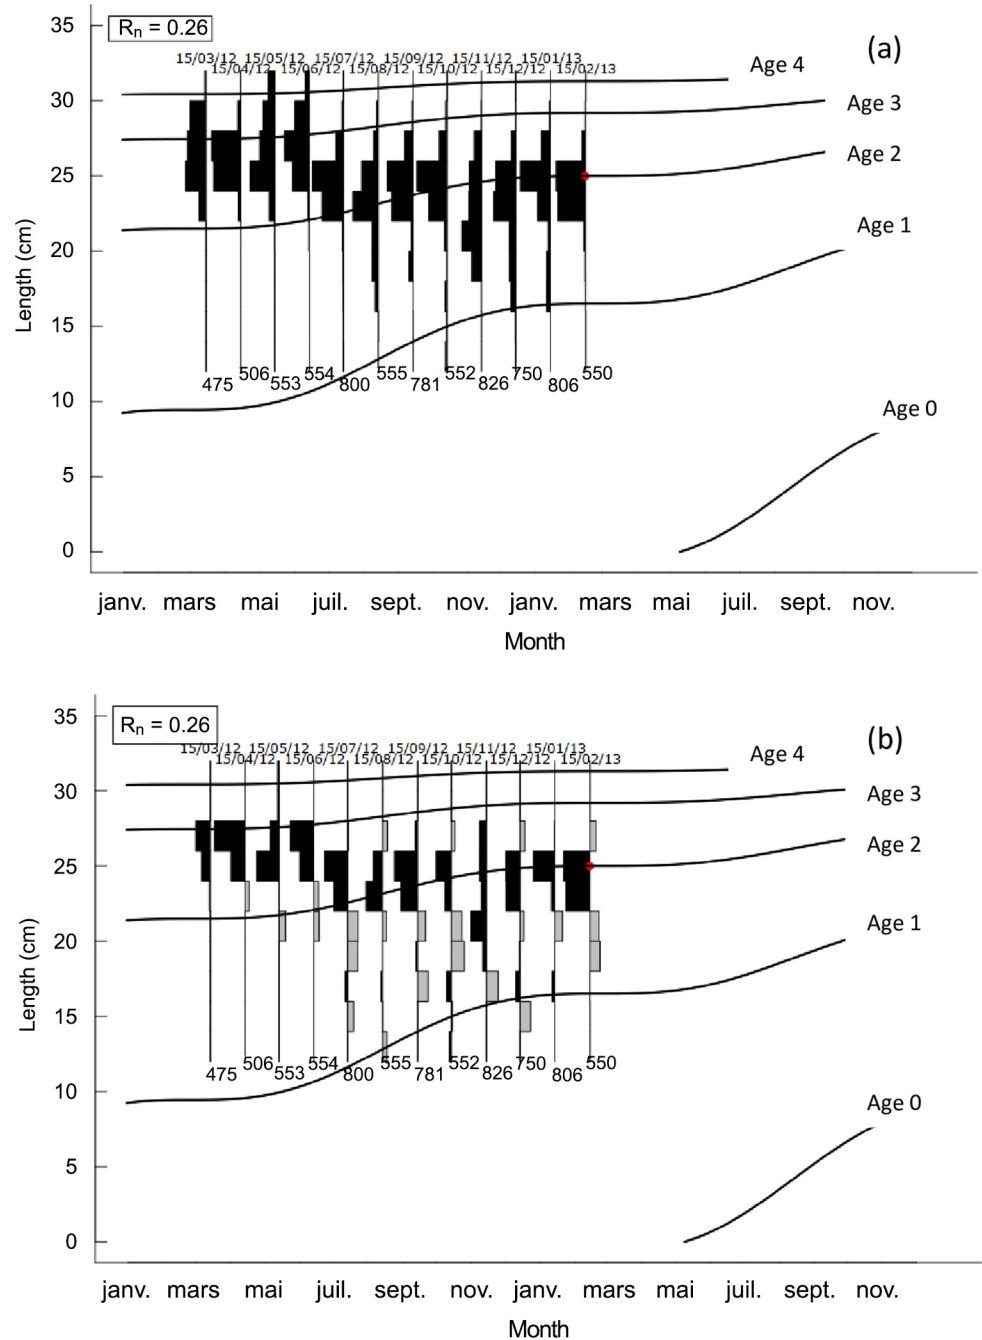 35
Rn = 0.26
(a)
15/03/12 15/05/12 15/07/12 15/09/12 15/11/12 15/01/13
15/04/12 15/06/12 15/08/12 15/10/12 15/12/12 15/02/13
Age 4
30
Age 3
Age 2
25
Age 1
20
Length (cm)
15
475 506 553 554 800 555 781 552 826 750 806 550
10
Age 0
5
0
janv. mars mai juil. sept. nov. janv. mars mai juil. sept. nov.
Month
35
Rn = 0.26
(b)
15/03/12 15/05/12 15/07/12 15/09/12 15/11/12 15/01/13
15/04/12 15/06/12 15/08/12 15/10/12 15/12/12 15/02/13
Age 4
30
Age 3
Age 2
25
Age 1
20
Length (cm)
15
475 506 553 554 800 555 781 552 826 750 806 550
10
Age 0
5
0
janv. mars mai juil. sept. nov. janv. mars mai juil. sept. nov.
Month